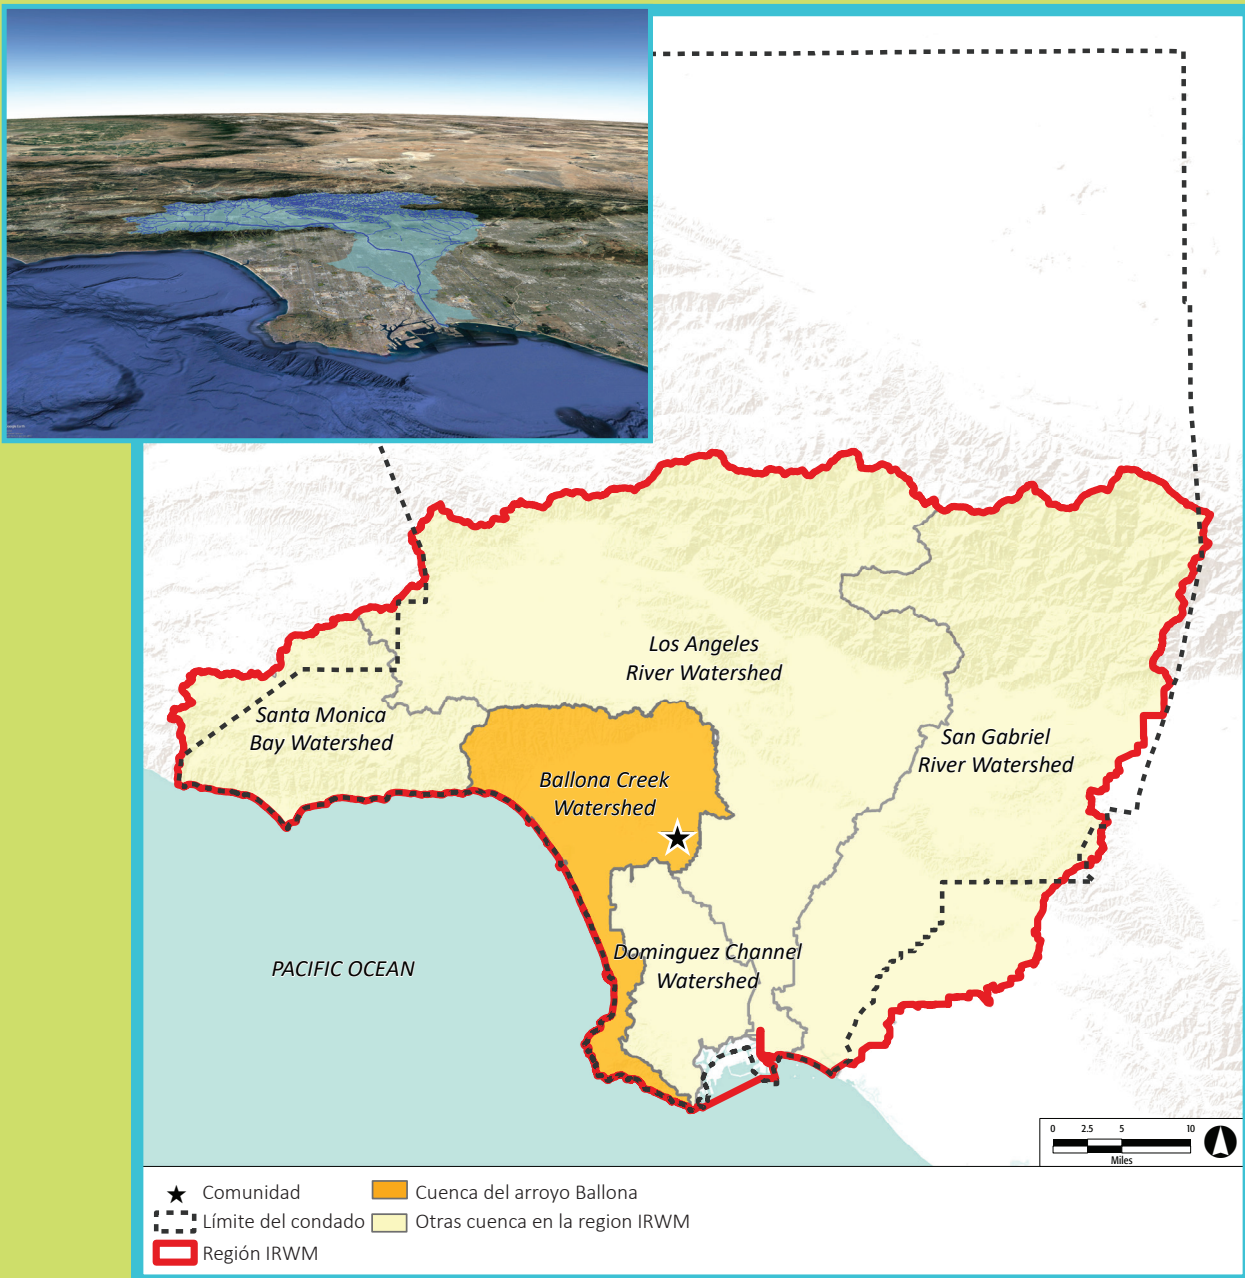 Los Angeles
River Watershed
Santa Monica
Bay Watershed
San Gabriel
River Watershed
Ballona Creek
Watershed
Dominguez Channel
Watershed
PACIFIC OCEAN
0 2.5 5 10
Miles
Comunidad
Cuenca del arroyo Ballona
Límite del condado
Otras cuenca en la region IRWM
Región IRWM